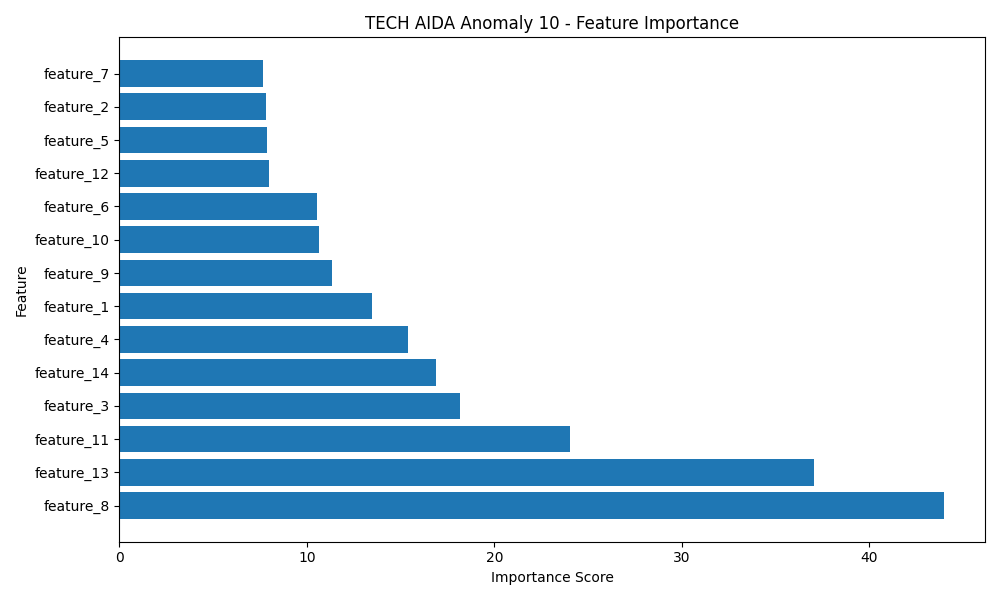 TECH AIDA Anomaly 10 - Feature Importance
feature_7
feature_2
feature_5
feature_12
feature_6
feature_10
feature_9
feature_1
feature_4
feature_14
feature_3
feature_11
feature_13
feature_8
Feature
0 10 20 30 40
Importance Score